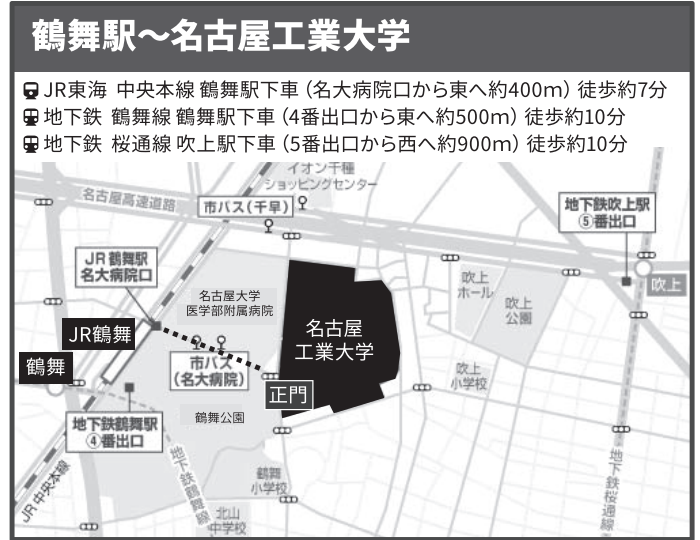 鶴舞駅～名古屋工業大学
JR東海 中央本線 鶴舞駅下車（名大病院口から東へ約400m）徒歩約7分
地下鉄 鶴舞線 鶴舞駅下車（4番出口から東へ約500m）徒歩約10分
地下鉄 桜通線 吹上駅下車（5番出口から西へ約900m）徒歩約10分
イオン千種
ショッピングセンター
名古屋高速道路
市バス（千早）
地下鉄吹上駅
⑤番出口
JR鶴舞駅
名大病院口
吹上
吹上
ホール
吹上
公園
名古屋大学
医学部附属病院
名古屋
工業大学
JR鶴舞
鶴舞
市バス
（名大病院）
吹上
小学校
正門
地下鉄鶴舞駅
④番出口
鶴舞公園
地下鉄鶴舞線
鶴舞
小学校
JR中央本線
北山
中学校
地下鉄桜通線